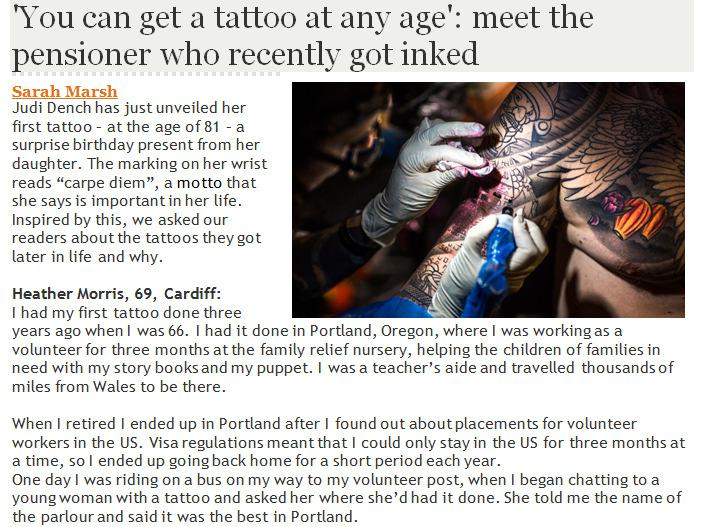 'You can get a tattoo at any age': meet the
pensioner who recently got inked
Sarah Marsh
Judi Dench has just unveiled her
first tattoo - at the age of 81 - a
surprise birthday present from her
daughter. The marking on her wrist
reads “carpe diem”, a motto that
she says is important in her life.
Inspired by this, we asked our
readers about the tattoos they got
later in life and why.
Heather Morris, 69, Cardiff:
I had my first tattoo done three
years ago when I was 66. I had it done in Portland, Oregon, where I was working as a
volunteer for three months at the family relief nursery, helping the children of families in
need with my story books and my puppet. I was a teacher’s aide and travelled thousands of
miles from Wales to be there.
When I retired I ended up in Portland after I found out about placements for volunteer
workers in the US. Visa regulations meant that I could only stay in the US for three months at
a time, so I ended up going back home for a short period each year.
One day I was riding on a bus on my way to my volunteer post, when I began chatting to a
young woman with a tattoo and asked her where she’d had it done. She told me the name of
the parlour and said it was the best in Portland.